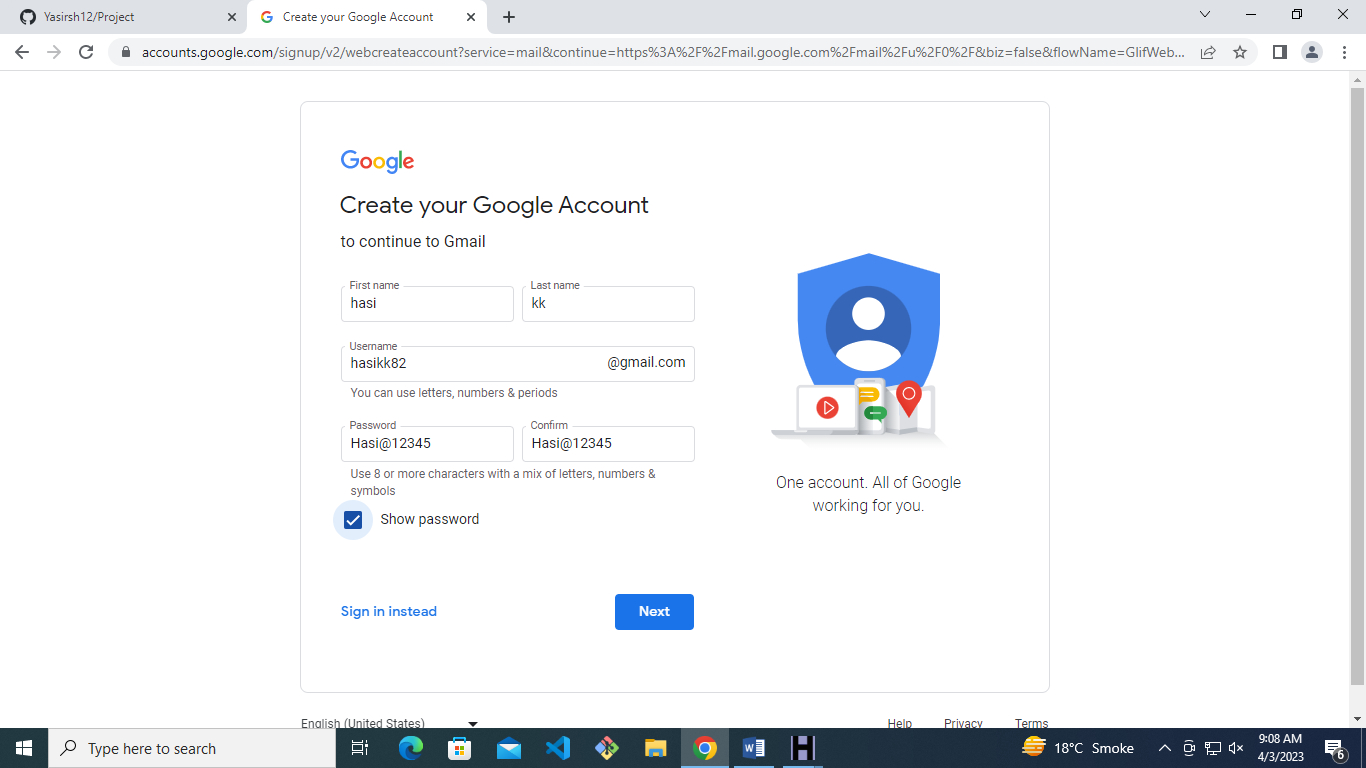 Yasirsh12/Project
Create your Google Account
accounts.google.com/signup/v2/webcreateaccount?service=mail&continue=https%3A%2F%2Fmail.google.com%2Fmail%2Fu%2F0%2F&biz=false&flowName=GlifWeb...
Google
Create your Google Account
to continue to Gmail
First name
Last name
hasi
kk
Username
hasikk82
@gmail.com
You can use letters, numbers & periods
Password
Confirm
Hasi@12345
Hasi@12345
Use 8 or more characters with a mix of letters, numbers &
symbols
Show password
Sign in instead
Next
One account. All of Google
working for you.
English (United States)
Help
Privacy
Terms
Type here to search
18°C Smoke
9:08 AM
4/3/2023
6